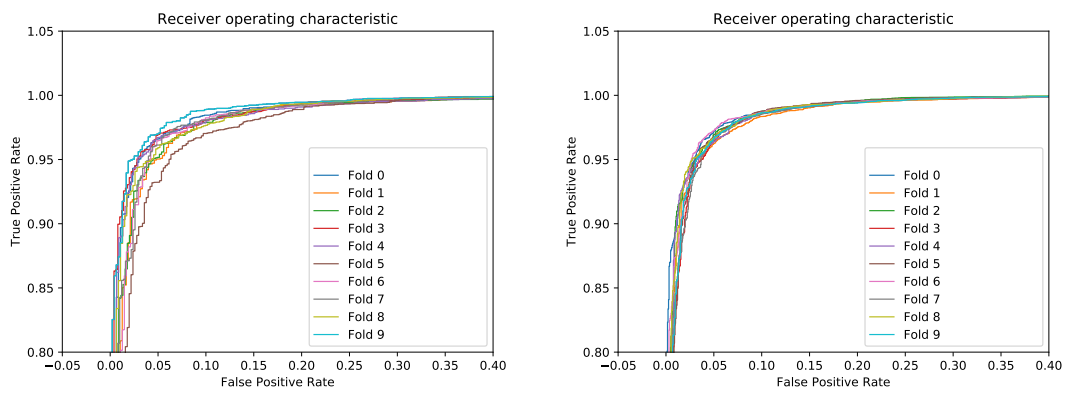 Receiver operating characteristic
1.05
1.00
0.95
0.90
0.85
0.80
True Positive Rate
Fold 0
Fold 1
Fold 2
Fold 3
Fold 4
Fold 5
Fold 6
Fold 7
Fold 8
Fold 9
−0.05 0.00 0.05 0.10 0.15 0.20 0.25 0.30 0.35 0.40
False Positive Rate
Receiver operating characteristic
1.05
1.00
0.95
0.90
0.85
0.80
True Positive Rate
Fold 0
Fold 1
Fold 2
Fold 3
Fold 4
Fold 5
Fold 6
Fold 7
Fold 8
Fold 9
−0.05 0.00 0.05 0.10 0.15 0.20 0.25 0.30 0.35 0.40
False Positive Rate